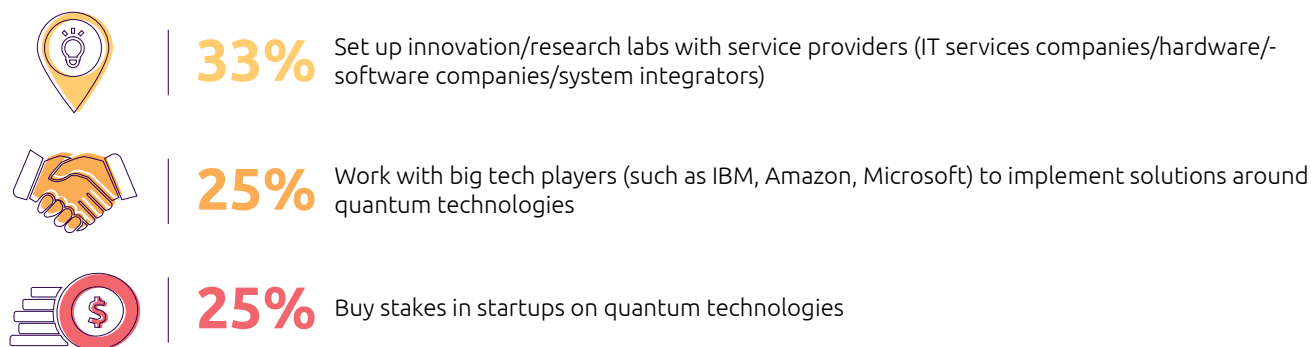 33%
Set up innovation/research labs with service providers (IT services companies/hardware/-
software companies/system integrators)
25%
Work with big tech players (such as IBM, Amazon, Microsoft) to implement solutions around
quantum technologies
$
25%
Buy stakes in startups on quantum technologies